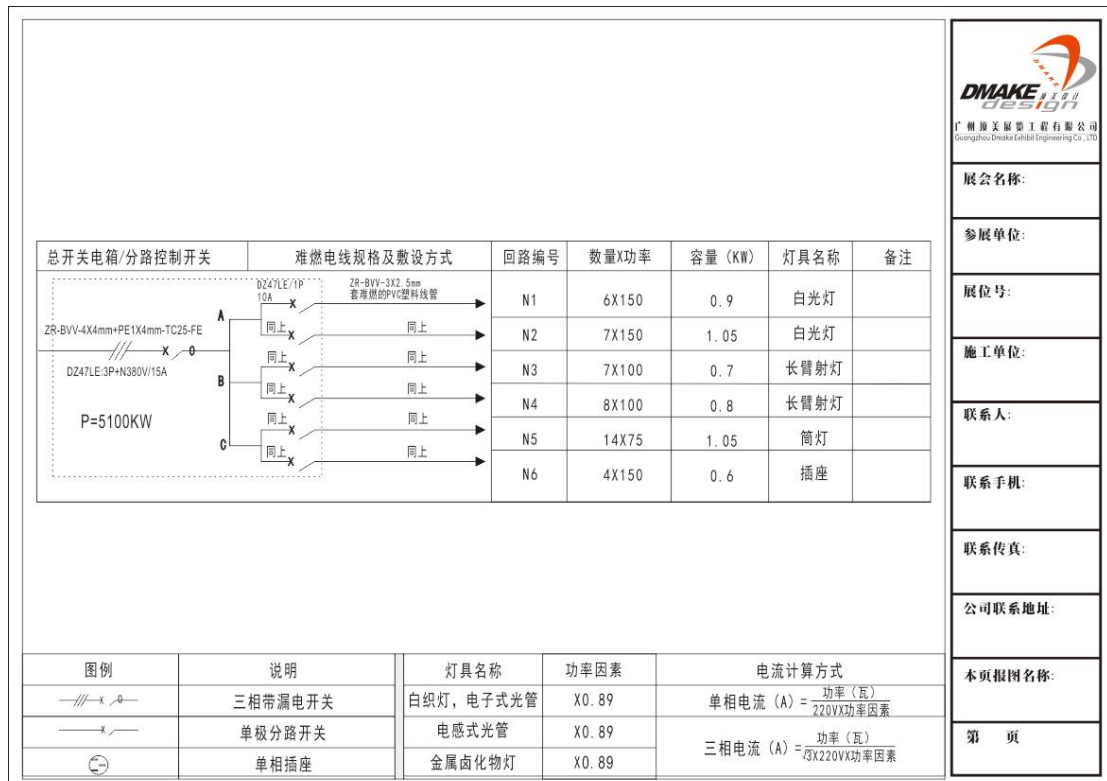 总开关电箱/分路控制开关 难燃电线规格及敷设方式 回路编号 数量X功率 容量（KW） 灯具名称 备注
DZ47LE/1P
10A
ZR-BVV-3X2.5mm
套难燃的PVC塑料线管
N1 6X150 0.9 白光灯
A
同上 同上 N2 7X150 1.05 白光灯
ZR-BVV-4X4mm+PE1X4mm-TC25-FE
同上 同上 N3 7X100 0.7 长臂射灯
DZ47LE:3P+N380V/15A
B
同上 同上 N4 8X100 0.8 长臂射灯
P=5100KW
同上 同上 N5 14X75 1.05 筒灯
C
同上 同上 N6 4X150 0.6 插座
图例 说明
三相带漏电开关
单极分路开关
单相插座
灯具名称 功率因素 电流计算方式
白织灯，电子式光管 X0.89
电感式光管 X0.89
金属卤化物灯 X0.89
单相电流（A）=功率（瓦）
220VX功率因素
三相电流（A）=功率（瓦）
√3X220VX功率因素
DMAKE
DMAKE 顶美设计
design
广州顶美展览工程有限公司
Guangzhou Dmake Exhibit Engineering Co.,LTD
展会名称:
参展单位:
展位号:
施工单位:
联系人:
联系手机:
联系传真:
公司联系地址:
本页报图名称:
第 页